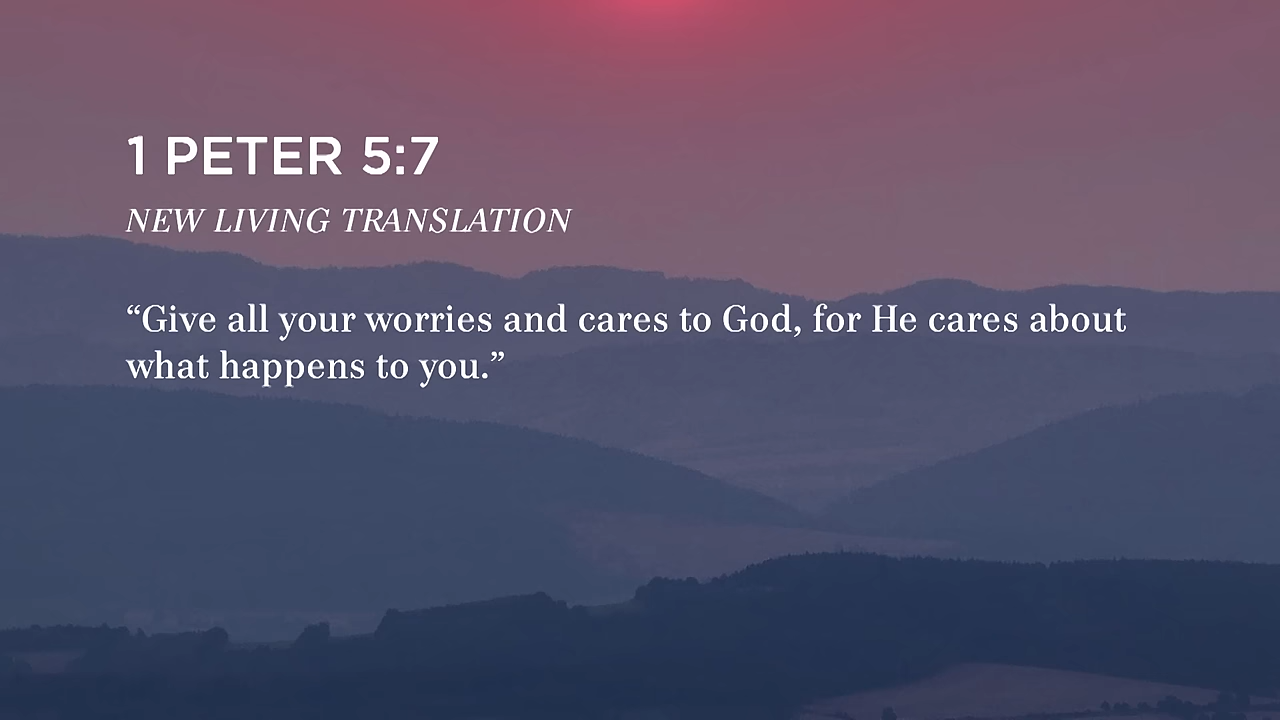 1 PETER 5:7
NEW LIVING TRANSLATION
“Give all your worries and cares to God, for He cares about
what happens to you.”